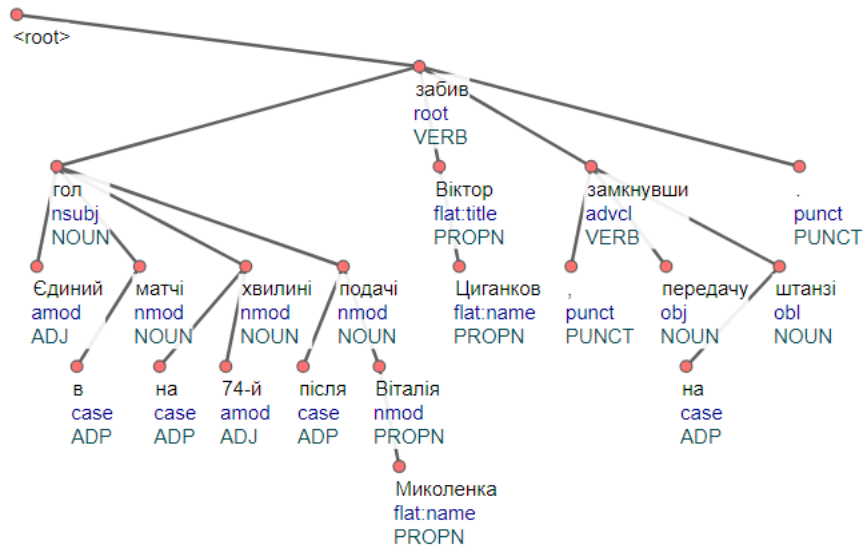 <root>
забив
root
VERB
гол
nsubj
NOUN
Віктор
flat:title
PROPN
замкнувши
advcl
VERB
.
punct
PUNCT
Єдиний
amod
ADJ
матчі
nmod
NOUN
хвилині
nmod
NOUN
подачі
nmod
NOUN
Циганков
flat:name
PROPN
,
punct
PUNCT
передачу
obj
NOUN
штанзі
obl
NOUN
в
case
ADP
на
case
ADP
74-й
amod
ADJ
після
case
ADP
Віталія
nmod
PROPN
на
case
ADP
Миколенка
flat:name
PROPN